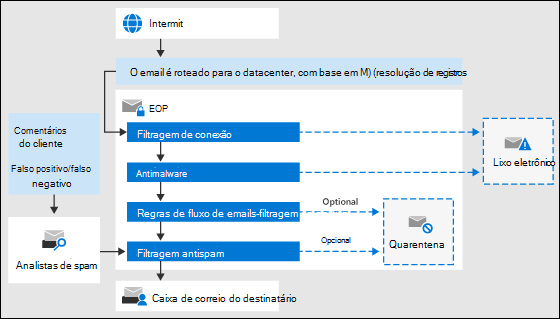 Intermit
O email é roteado para o datacenter, com base em M) (resolução de registros
EOP
Comentários
do cliente
Falso positivo/falso
negativo
Filtragem de conexão
Lixo eletrônico
Antimalware
Regras de fluxo de emails-filtragem
Optional
Filtragem antispam
Opcional
Quarentena
Analistas de spam
Caixa de correio do destinatário